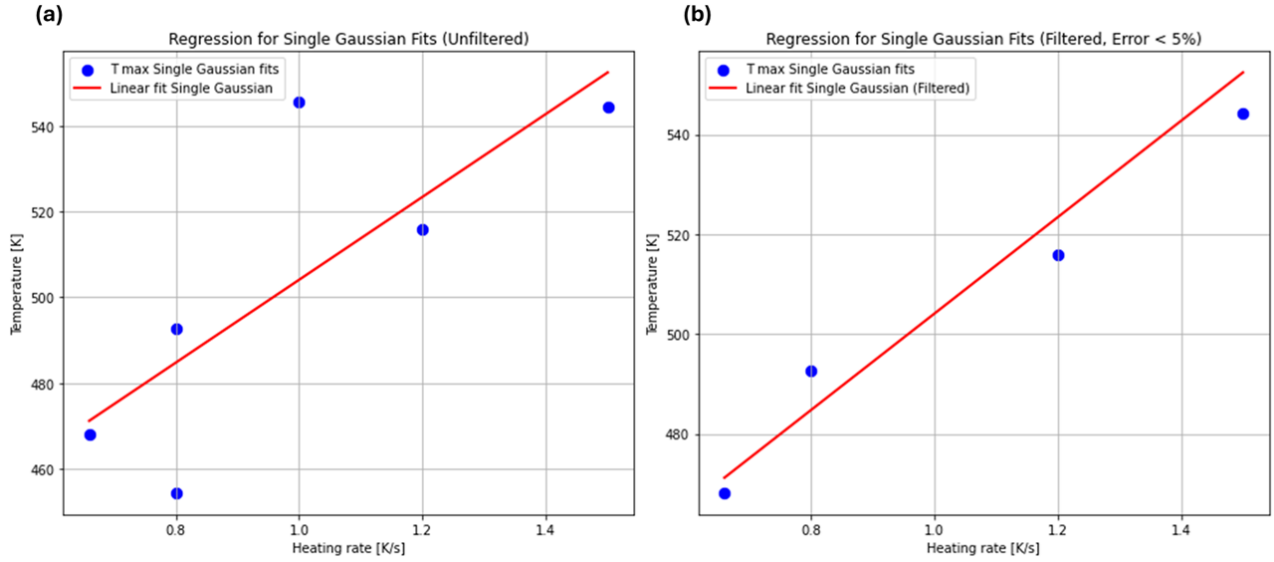 (a)
Regression for Single Gaussian Fits (Unfiltered)
T max Single Gaussian fits
Linear fit Single Gaussian
540
520
500
480
460
Temperature [K]
0.8 1.0 1.2 1.4
Heating rate [K/s]
(b)
Regression for Single Gaussian Fits (Filtered, Error < 5%)
T max Single Gaussian fits
Linear fit Single Gaussian (Filtered)
540
520
500
480
Temperature [K]
0.8 1.0 1.2 1.4
Heating rate [K/s]